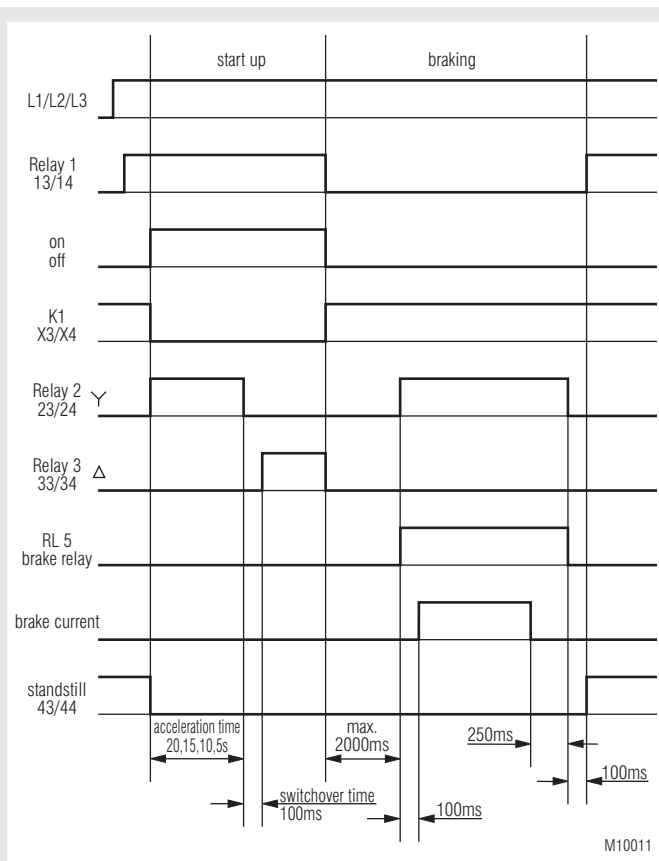 start up
braking
L1/L2/L3
Relay 1
13/14
on
off
K1
X3/X4
Relay 2
23/24
Relay 3
33/34
RL 5
brake relay
brake current
standstill
43/44
acceleration time
20,15,10,5s
max.
2000ms
250ms
100ms
switchover time
100ms
100ms
M10011